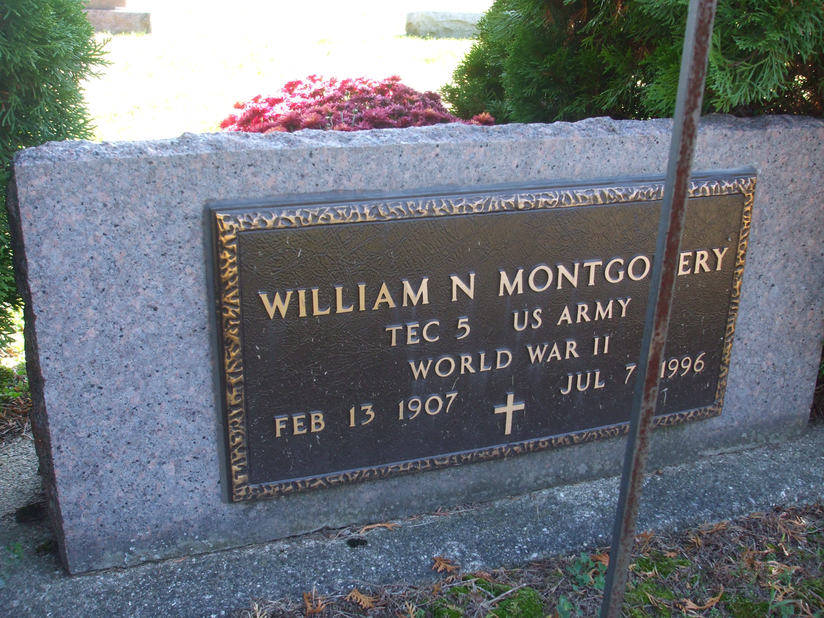 WILLIAM N MONTGOMERY
TEC 5 US ARMY
WORLD WAR II
FEB 13 1907 JUL 7 1996